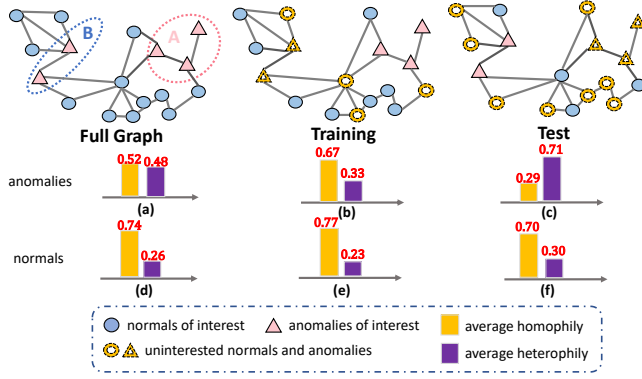 B
A
Full Graph
Training
Test
anomalies
0.52
0.48
0.67
0.33
0.29
0.71
(a)
(b)
(c)
normals
0.74
0.26
0.77
0.23
0.70
0.30
(d)
(e)
(f)
normals of interest
anomalies of interest
average homophily
uninterested normals and anomalies
average heterophily